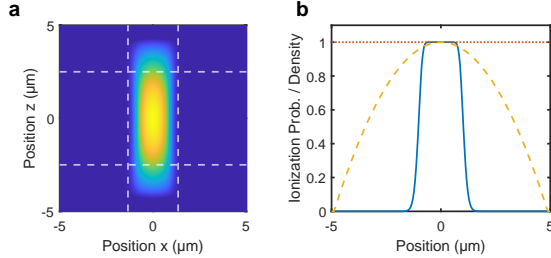 a
5
0
-5
Position z (μm)
-5
0
5
Position x (μm)
b
1
0.8
0.6
0.4
0.2
0
Ionization Prob. / Density
-5
0
5
Position (μm)